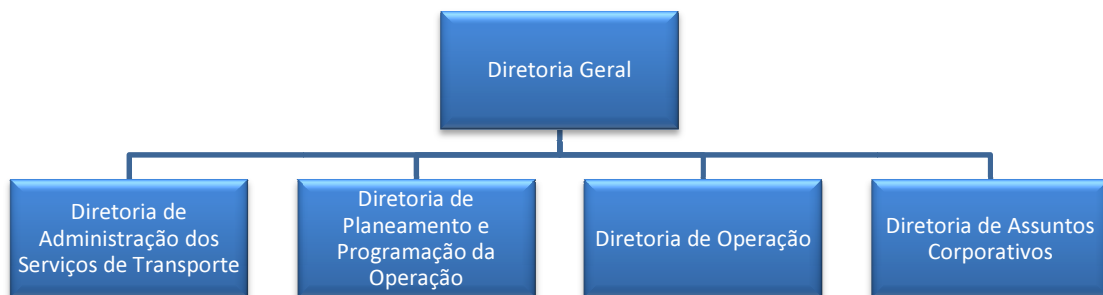 Diretoria Geral
Diretoria de
Administração dos
Serviços de Transporte
Diretoria de
Planeamento e
Programação da
Operação
Diretoria de Operação
Diretoria de Assuntos
Corporativos